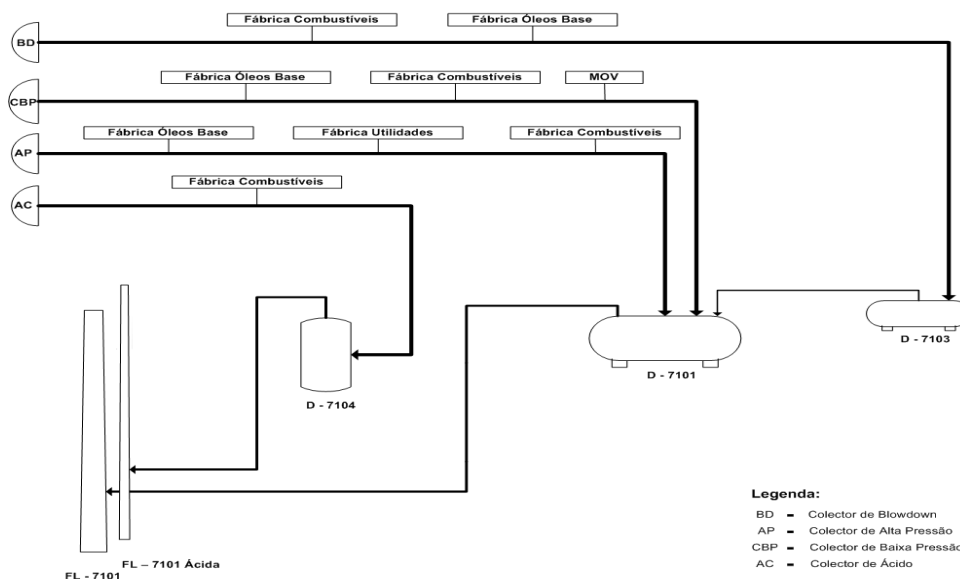 Fábrica Combustíveis
Fábrica Óleos Base
BD
Fábrica Óleos Base
Fábrica Combustíveis
MOV
CBP
Fábrica Óleos Base
Fábrica Utilidades
Fábrica Combustíveis
AP
Fábrica Combustíveis
AC
D - 7103
D - 7101
D - 7104
FL – 7101 Ácida
FL - 7101
Legenda:
BD - Colector de Blowdown
AP - Colector de Alta Pressão
CBP - Colector de Baixa Pressão
AC - Colector de Ácido